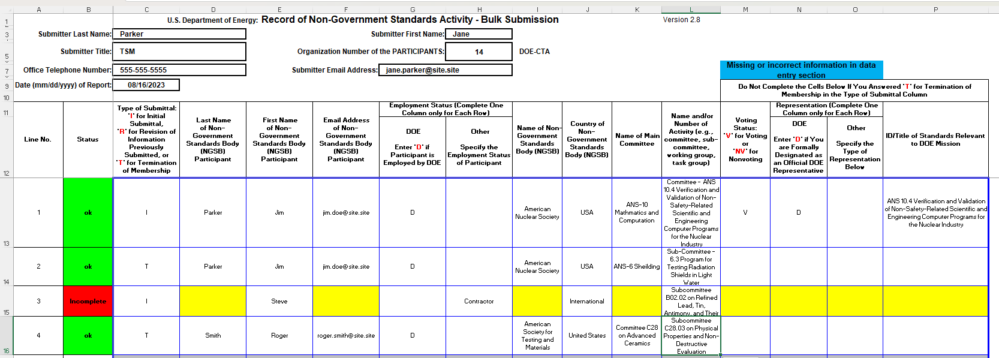 A B C D E F G H I J K L M N O P
1 U.S. Department of Energy: Record of Non-Government Standards Activity - Bulk Submission Version 2.8
3 Submitter Last Name: Parker Submitter First Name: Jane
5 Submitter Title: TSM Organization Number of the PARTICIPANTS: 14 DOE-CTA
7 Office Telephone Number: 555-555-5555 Submitter Email Address: jane.parker@site.site
Missing or incorrect information in data
entry section
9 Date (mm/dd/yyyy) of Report: 08/16/2023
Do Not Complete the Cells Below If You Answered 'T' for Termination of
Membership in the Type of Submittal Column
10
11
12
Line No.
Status
Type of Submittal:
'I' for Initial
Submittal,
'R' for Revision of
Information
Previously
Submitted, or
'T' for Termination
of Membership
Last Name
of Non-
Government
Standards Body
(NGSB)
Participant
First Name
of Non-
Government
Standards Body
(NGSB)
Participant
Email Address
of Non-
Government
Standards Body
(NGSB)
Participant
Employment Status (Complete One
Column only for Each Row)
DOE
Enter 'D' if
Participant is
Employed by DOE
Other
Specify the
Employment Status
of Participant
Name of Non-
Government
Standards
Body (NGSB)
Country of
Non-
Government
Standards
Body (NGSB)
Name of Main
Committee
Name and/or
Number of
Activity (e.g.,
committee, sub-
committee,
working group,
task group)
Voting
Status:
'V' for Voting
or
'NV' for
Nonvoting
Representation (Complete One
Column only for Each Row)
DOE
Enter 'D' if You
are Formally
Designated as
an Official DOE
Representative
Other
Specify the
Type of
Representation
Below
ID/Title of Standards Relevant
to DOE Mission
13
1
ok
I
Parker
Jim
jim.doe@site.site
D
American
Nuclear Society
USA
ANS-10
Mathmatics and
Computation
Committee - ANS
10.4 Verification and
Validation of Non-
Safety-Related
Scientific and
Engineering
Computer Programs
for the Nuclear
Industry
V
D
ANS 10.4 Verification and Validation
of Non-Safety-Related Scientific and
Engineering Computer Programs for
the Nuclear Industry
14
2
ok
T
Parker
Jim
jim.doe@site.site
D
American
Nuclear Society
USA
ANS-6 Sheilding
Sub-Committee -
6.3 Program for
Testing Radiation
Shields in Light
Water
15
3
Incomplete
I
Steve
Contractor
International
Subcommittee
B02.02 on Refined
Lead, Tin,
Antimony, and Their
16
4
ok
T
Smith
Roger
roger.smith@site.site
D
American
Society for
Testing and
Materials
United States
Committee C28
on Advanced
Ceramics
Subcommittee
C28.03 on Physical
Properties and Non-
Destructive
Evaluation